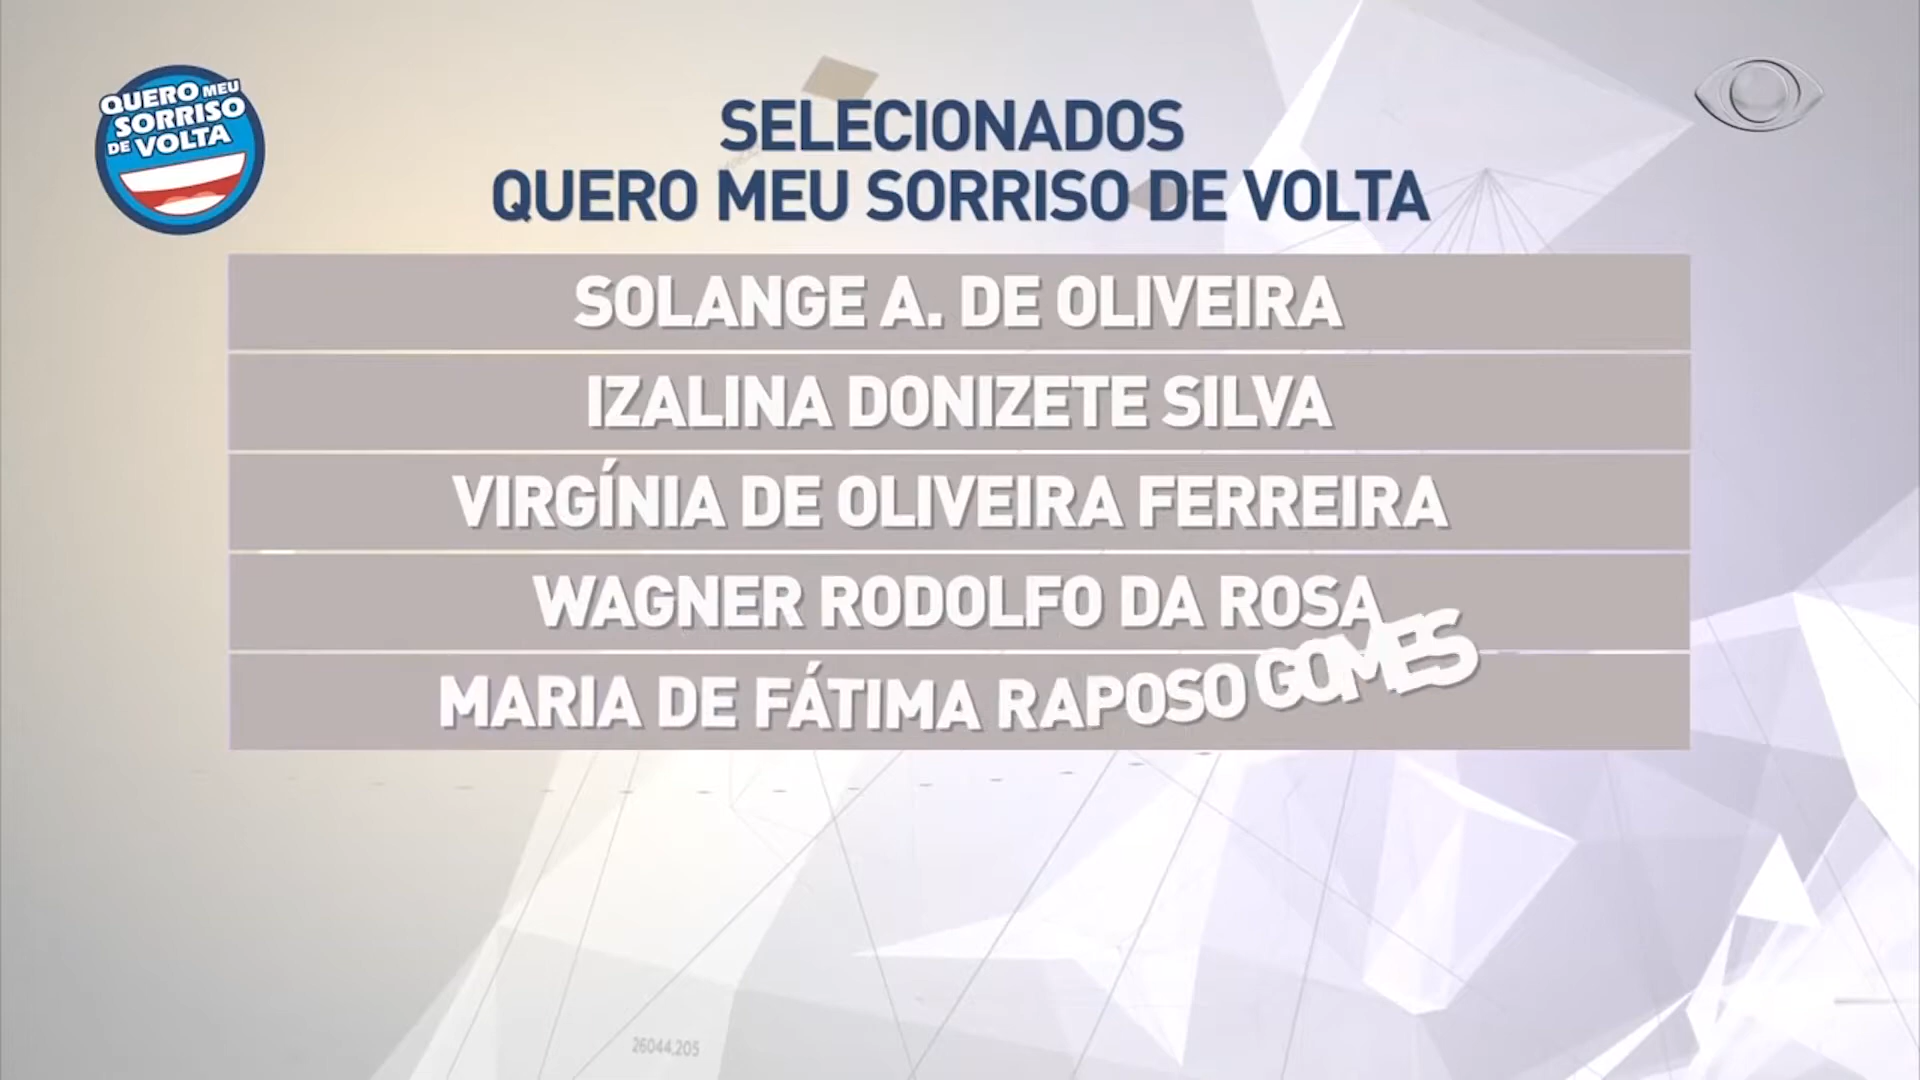 QUERO MEU
SORRISO
DE VOLTA
SELECIONADOS
QUERO MEU SORRISO DE VOLTA
SOLANGE A. DE OLIVEIRA
IZALINA DONIZETE SILVA
VIRGÍNIA DE OLIVEIRA FERREIRA
WAGNER RODOLFO DA ROSA
MARIA DE FÁTIMA RAPOSO GOMES
26044.205